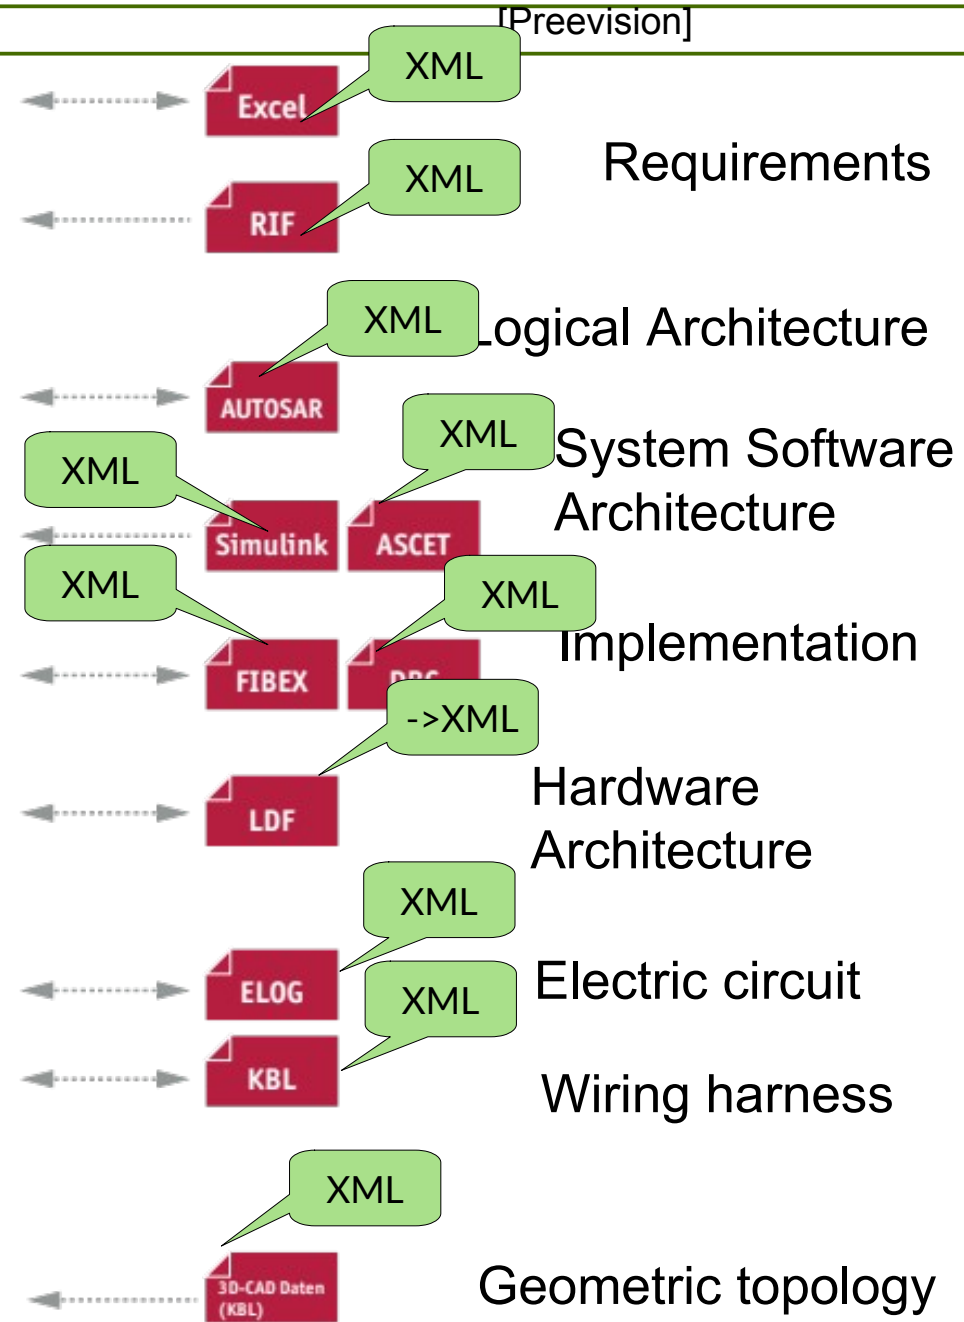 [Preevision]
XML
Excel
Requirements
XML
RIF
XML
Logical Architecture
AUTOSAR
XML
System Software
Architecture
XML
Simulink
ASCET
XML
XML
Implementation
FIBEX
DBC
->XML
Hardware
Architecture
LDF
XML
Electric circuit
ELOG
XML
KBL
Wiring harness
XML
Geometric topology
3D-CAD Daten
(KBL)